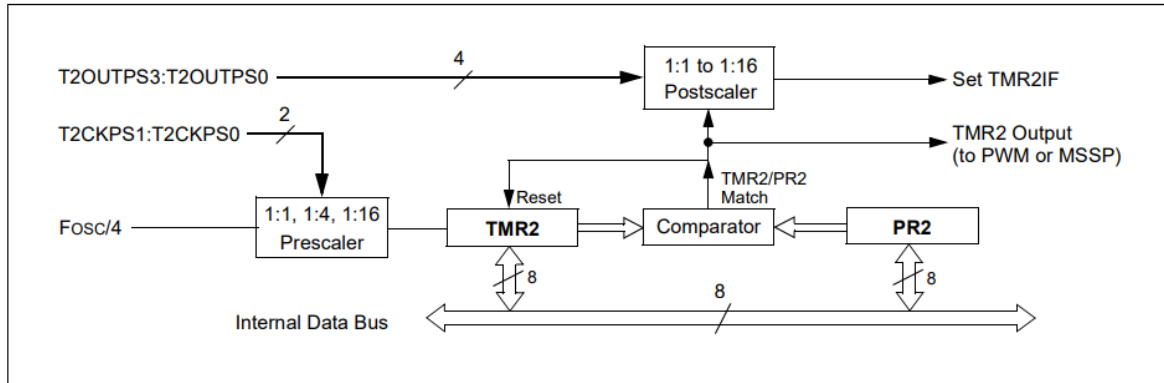 T2OUTPS3:T2OUTPS0
4
1:1 to 1:16
Postscaler
Set TMR2IF
T2CKPS1:T2CKPS0
2
TMR2 Output
(to PWM or MSSP)
TMR2/PR2
Match
Reset
FOSC/4
1:1, 1:4, 1:16
Prescaler
TMR2
Comparator
PR2
8
8
8
Internal Data Bus